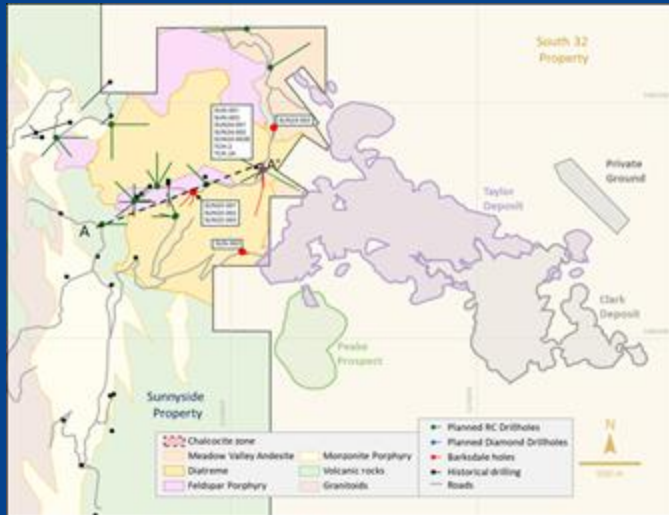 South 32
Property
Private
Ground
Taylor
Deposit
Clark
Deposit
Peake
Prospect
A
A'
Sunnyside
Property
Chalcocite zone
Meadow Valley Andesite
Diatreme
Feldspar Porphyry
Monzonite Porphyry
Volcanic rocks
Granitoids
Planned RC Drillholes
Planned Diamond Drillholes
Barksdale holes
Historical drilling
Roads
N